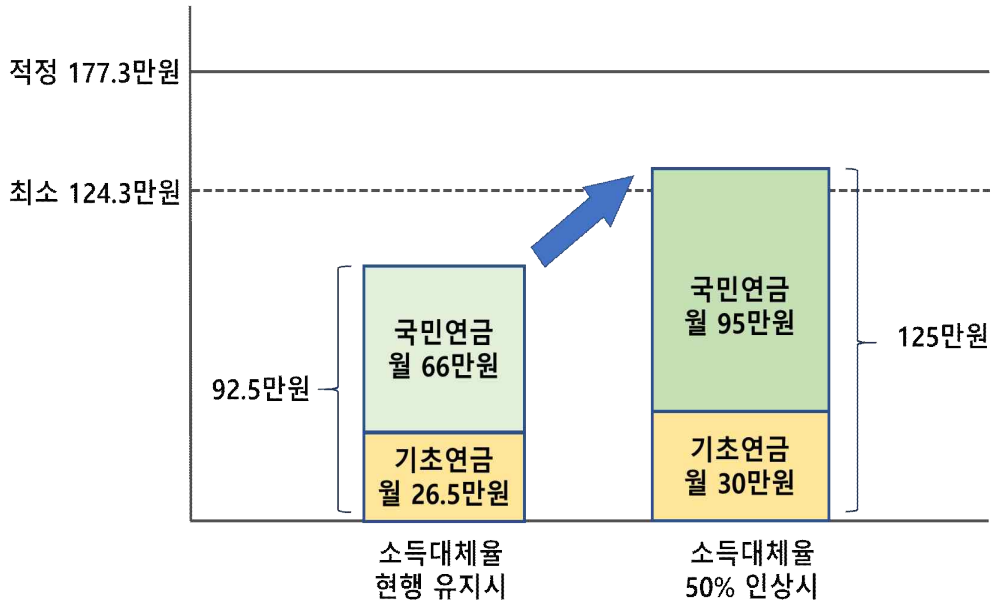 적정 177.3만원
최소 124.3만원
국민연금
월 66만원
92.5만원
기초연금
월 26.5만원
국민연금
월 95만원
125만원
기초연금
월 30만원
소득대체율
현행 유지시
소득대체율
50% 인상시